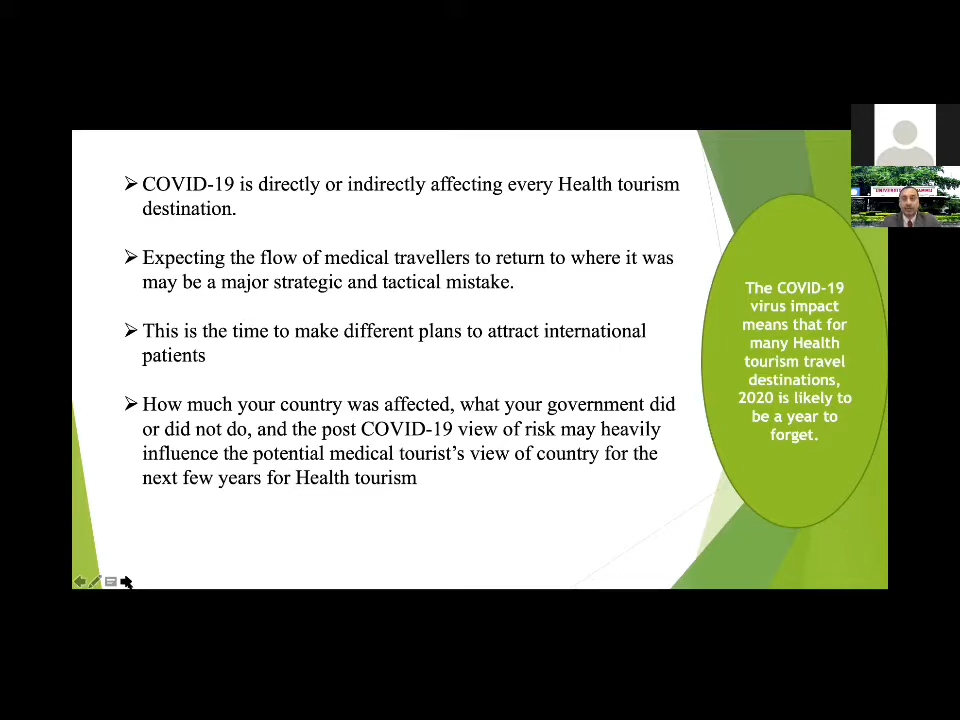 ➢ COVID-19 is directly or indirectly affecting every Health tourism
destination.
➢ Expecting the flow of medical travellers to return to where it was
may be a major strategic and tactical mistake.
➢ This is the time to make different plans to attract international
patients
➢ How much your country was affected, what your government did
or did not do, and the post COVID-19 view of risk may heavily
influence the potential medical tourist’s view of country for the
next few years for Health tourism
The COVID-19
virus impact
means that for
many Health
tourism travel
destinations,
2020 is likely to
be a year to
forget.